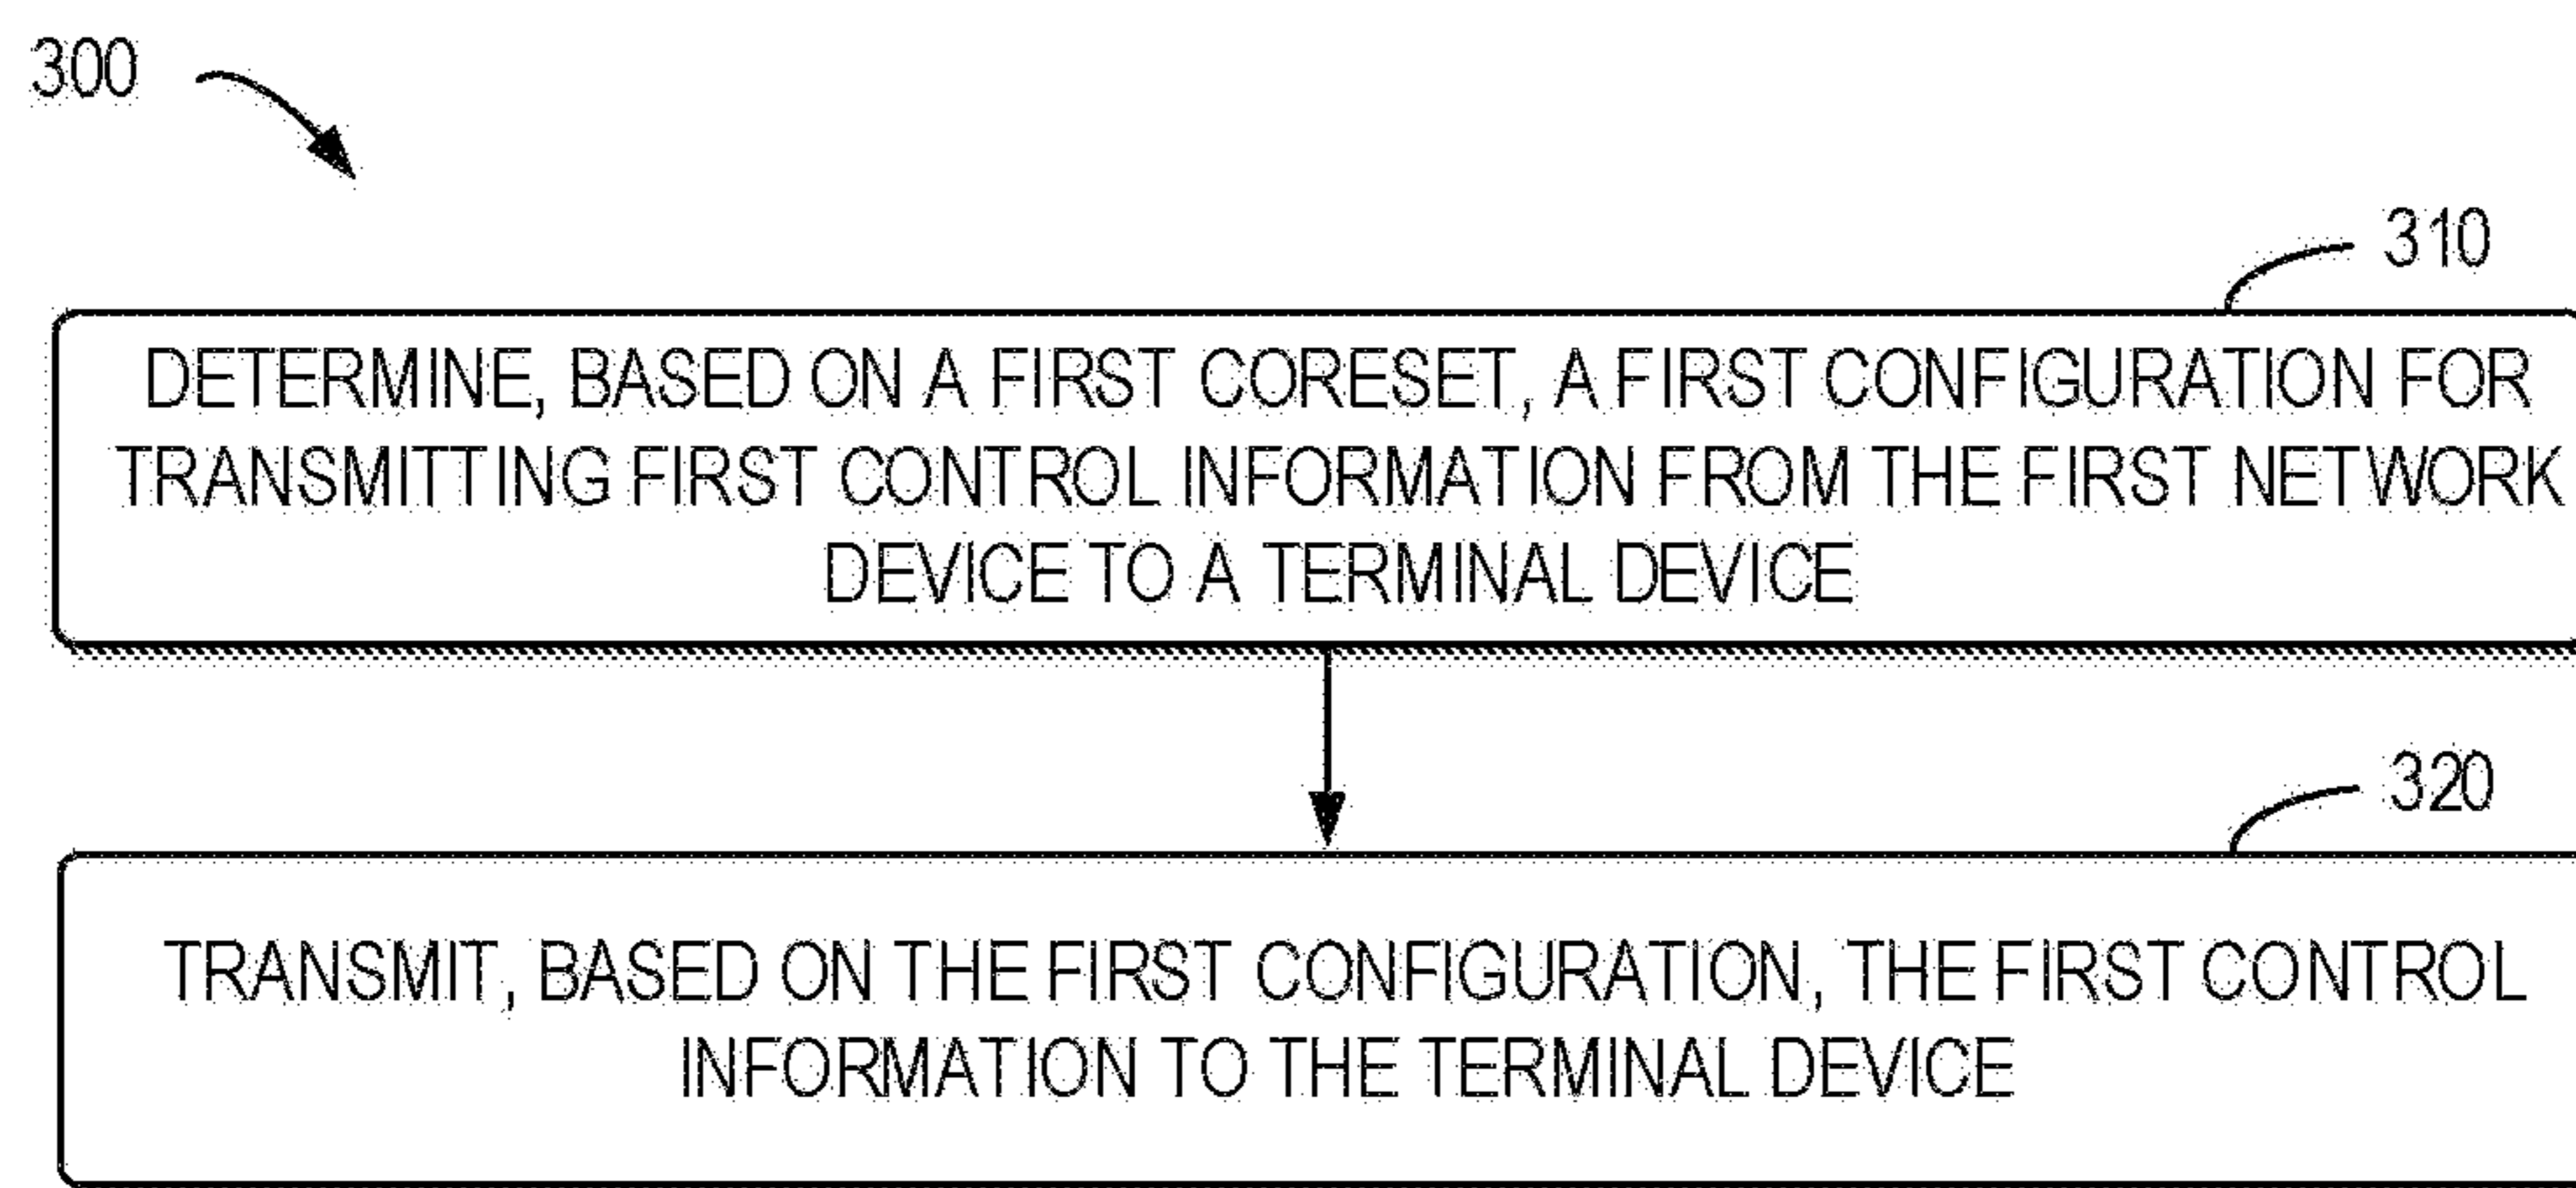 300
310
DETERMINE, BASED ON A FIRST CORESET, A FIRST CONFIGURATION FOR
TRANSMITTING FIRST CONTROL INFORMATION FROM THE FIRST NETWORK
DEVICE TO A TERMINAL DEVICE
320
TRANSMIT, BASED ON THE FIRST CONFIGURATION, THE FIRST CONTROL
INFORMATION TO THE TERMINAL DEVICE